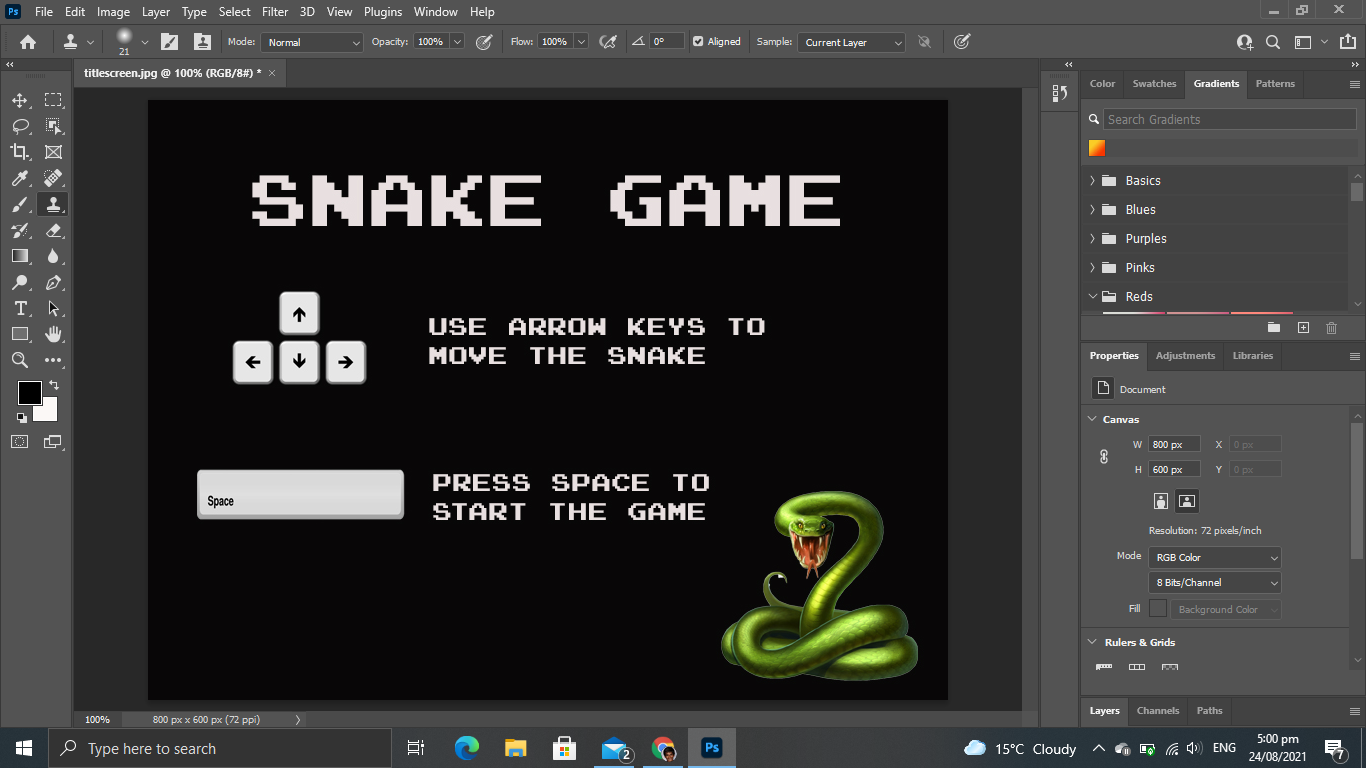 Ps File Edit Image Layer Type Select Filter 3D View Plugins Window Help
21 Mode: Normal Opacity: 100% Flow: 100% 0° Aligned Sample: Current Layer
titlescreen.jpg @ 100% (RGB/8#) * ×
SNAKE GAME
USE ARROW KEYS TO
MOVE THE SNAKE
Space
PRESS SPACE TO
START THE GAME
Color Swatches Gradients Patterns
Search Gradients
Basics
Blues
Purples
Pinks
Reds
Properties Adjustments Libraries
Document
Canvas
W 800 px X 0 px
H 600 px Y 0 px
Resolution: 72 pixels/inch
Mode RGB Color
8 Bits/Channel
Fill Background Color
Rulers & Grids
Layers Channels Paths
100% 800 px x 600 px (72 ppi)
Type here to search
2
Ps
15°C Cloudy
ENG
5:00 pm
24/08/2021
7